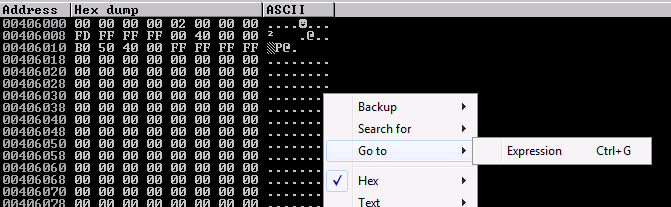 Address Hex dump ASCII
00406000 00 00 00 00 02 00 00 00 ....☻...
00406008 FD FF FF FF 00 40 00 00 ² .@..
00406010 B0 50 40 00 FF FF FF FF ░P@.
00406018 00 00 00 00 00 00 00 00 ........
00406020 00 00 00 00 00 00 00 00 ........
00406028 00 00 00 00 00 00 00 00 ........
00406030 00 00 00 00 00 00 00 00 ........
00406038 00 00 00 00 00 00 00 00 ........
00406040 00 00 00 00 00 00 00 00 ........
00406048 00 00 00 00 00 00 00 00 ........
00406050 00 00 00 00 00 00 00 00 ........
00406058 00 00 00 00 00 00 00 00 ........
00406060 00 00 00 00 00 00 00 00 ........
00406068 00 00 00 00 00 00 00 00 ........
00406070 00 00 00 00 00 00 00 00 ........
00406078 00 00 00 00 00 00 00 00 ........
Backup
Search for
Go to
Expression Ctrl+G
Hex
Text